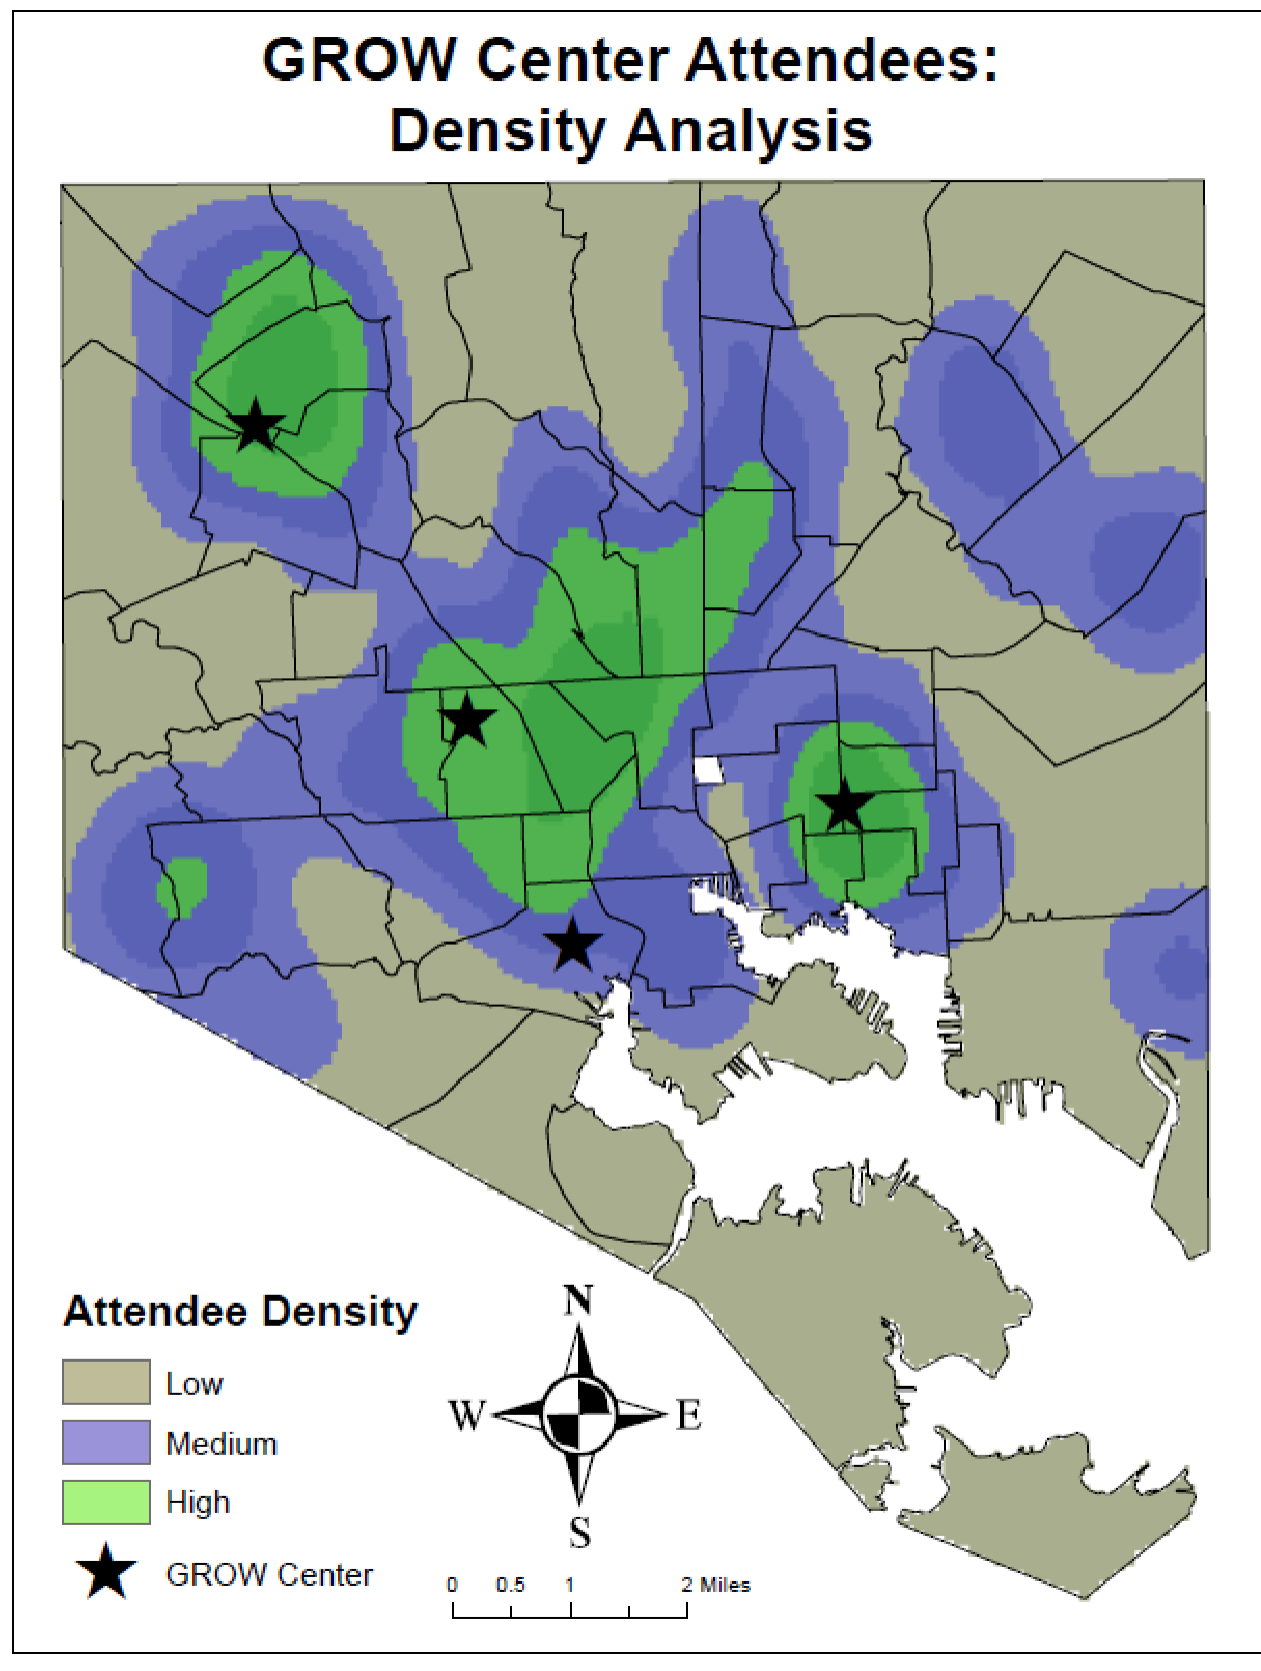 GROW Center Attendees:
Density Analysis
Attendee Density
Low
Medium
High
GROW Center
N
W E
S
0 0.5 1 2 Miles